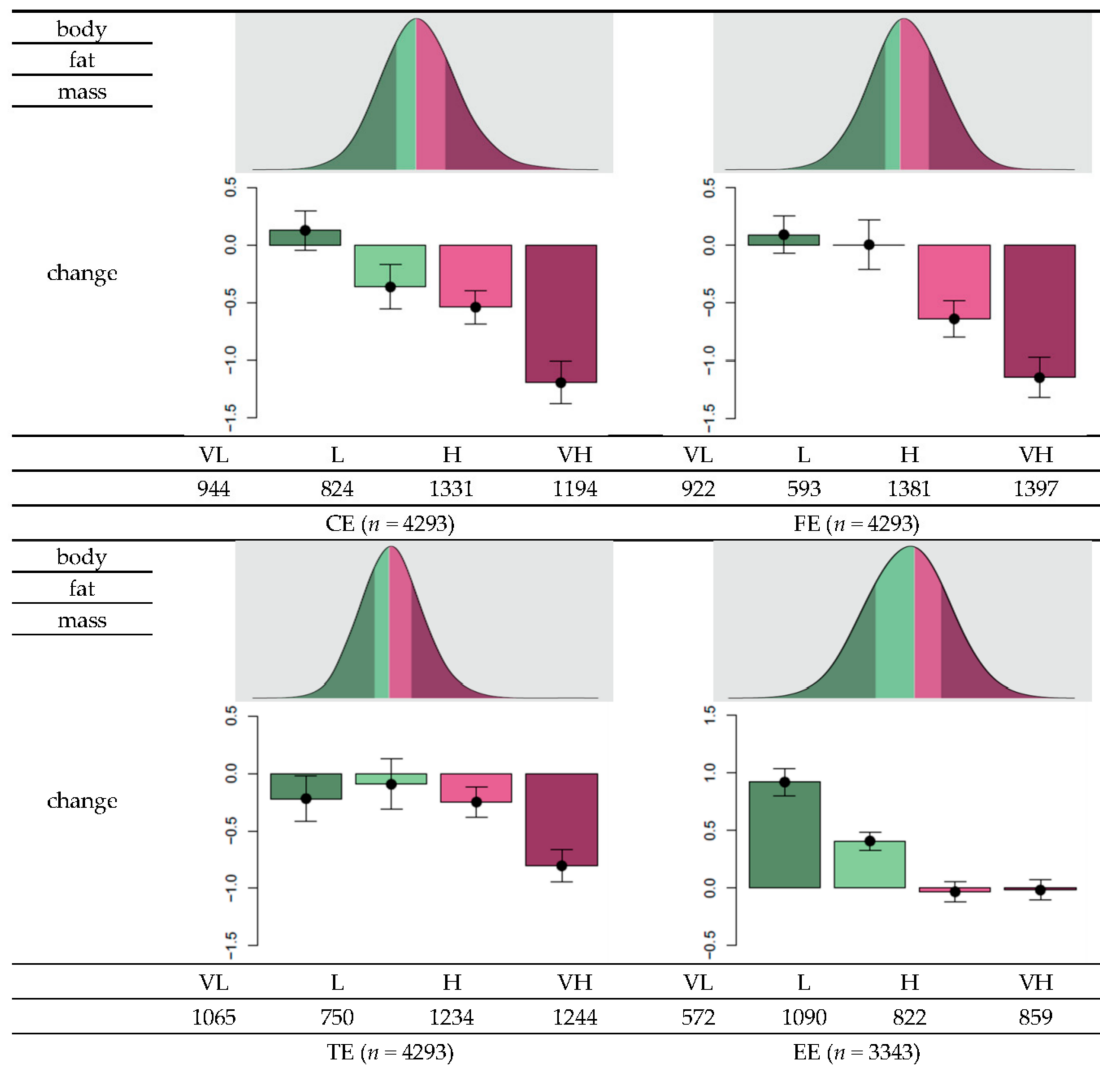 body
fat
mass
change
0.5
0.0
−0.5
−1.0
−1.5
0.5
0.0
−0.5
−1.0
−1.5
VL L H VH VL L H VH
944 824 1331 1194 922 593 1381 1397
CE (n = 4293) FE (n = 4293)
body
fat
mass
change
0.5
0.0
−0.5
−1.0
−1.5
1.5
1.0
0.5
0.0
−0.5
VL L H VH VL L H VH
1065 750 1234 1244 572 1090 822 859
TE (n = 4293) EE (n = 3343)